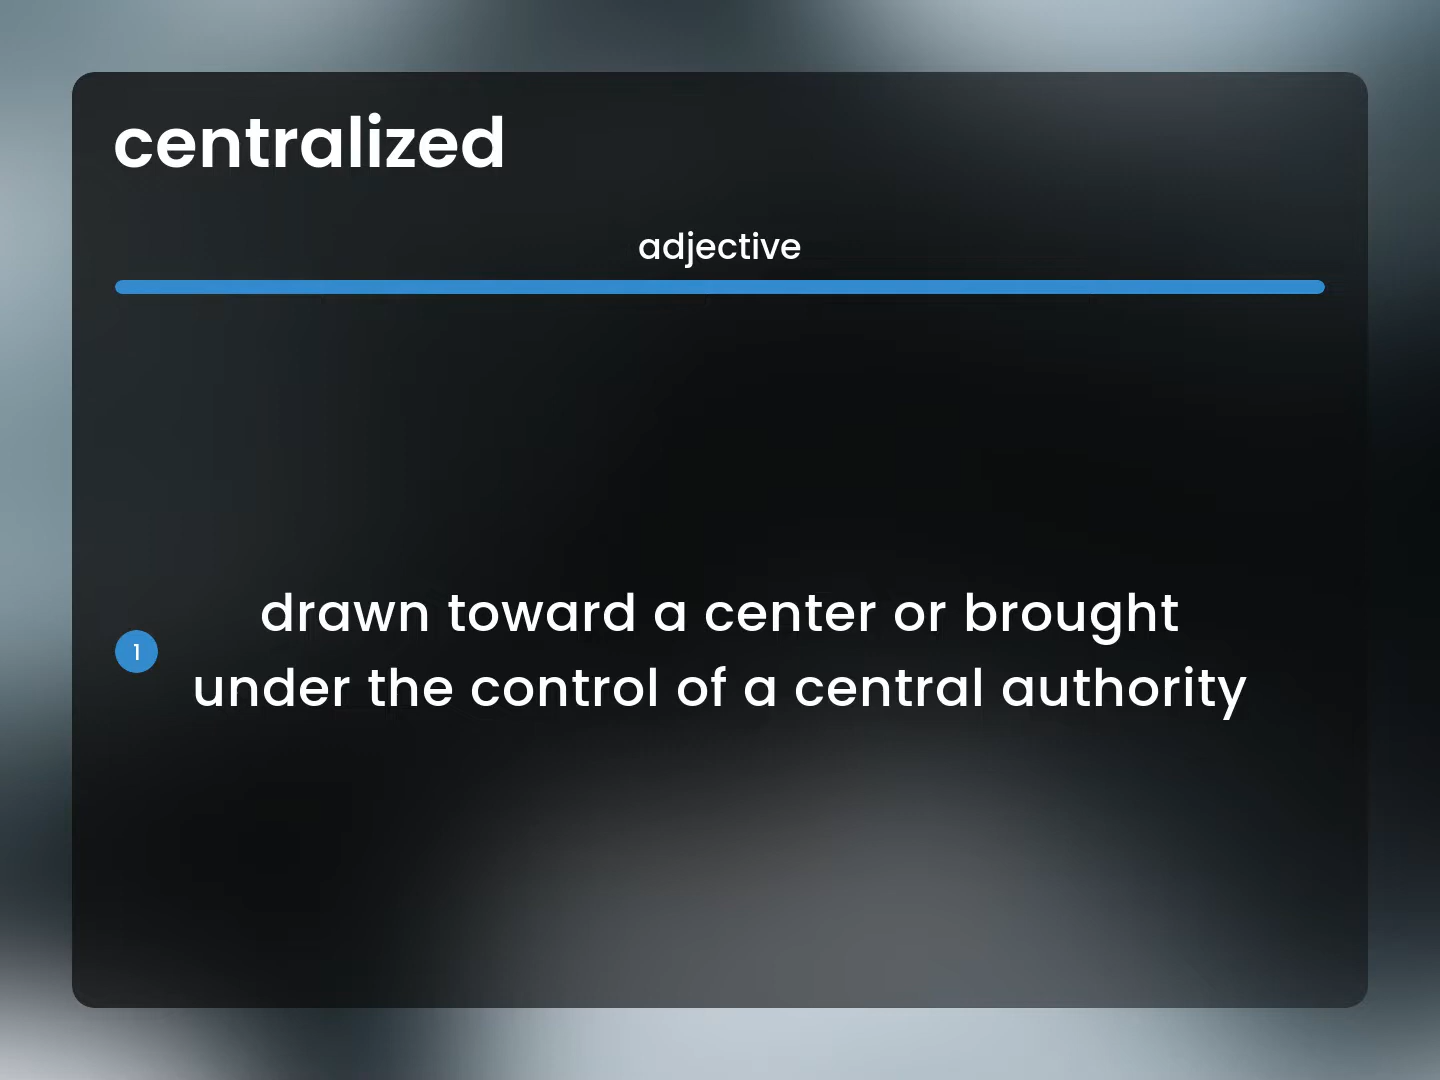 centralized
adjective
1
drawn toward a center or brought
under the control of a central authority